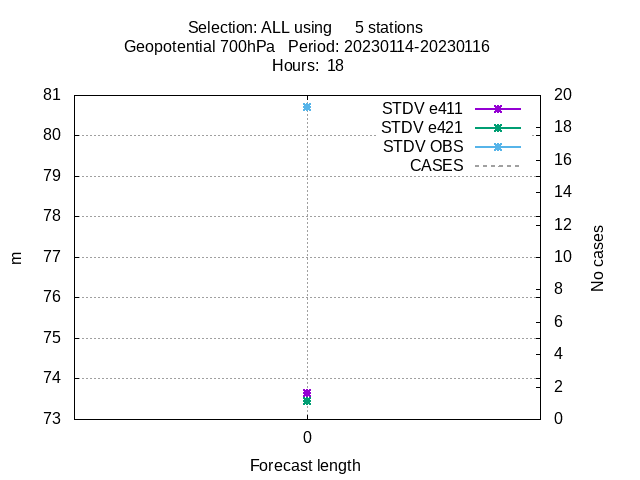 Selection: ALL using     5 stations
Geopotential 700hPa   Period: 20230114-20230116
Hours:  18
81
80
79
78
77
76
75
74
73
20
18
16
14
12
10
8
6
4
2
0
STDV e411
STDV e421
STDV OBS
CASES
m
No cases
0
Forecast length